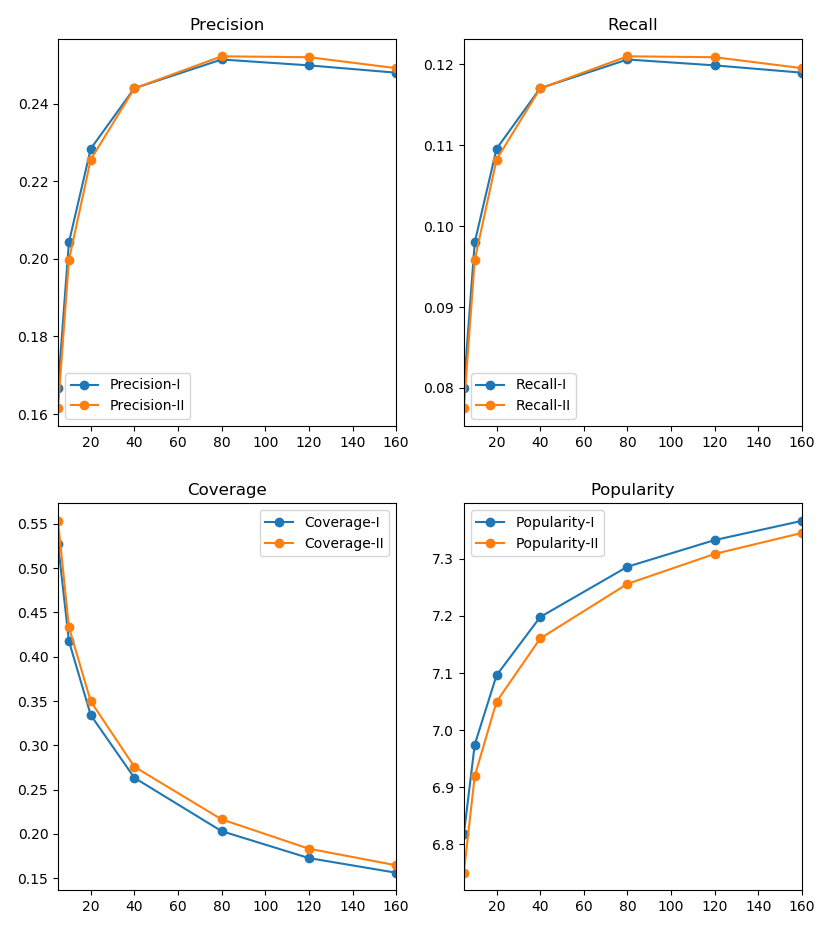 Precision
0.24
0.22
0.20
0.18
0.16
Precision-I
Precision-II
20 40 60 80 100 120 140 160
Recall
0.12
0.11
0.10
0.09
0.08
Recall-I
Recall-II
20 40 60 80 100 120 140 160
Coverage
0.55
0.50
0.45
0.40
0.35
0.30
0.25
0.20
0.15
Coverage-I
Coverage-II
20 40 60 80 100 120 140 160
Popularity
7.3
7.2
7.1
7.0
6.9
6.8
Popularity-I
Popularity-II
20 40 60 80 100 120 140 160